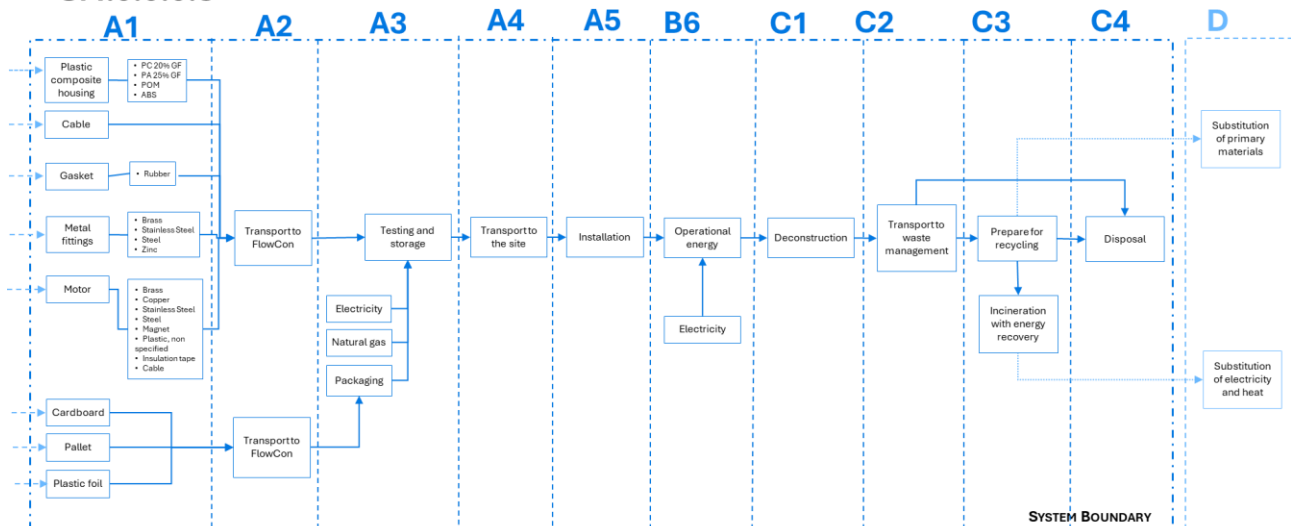 A1 A2 A3 A4 A5 B6 C1 C2 C3 C4 D
Plastic
composite
housing
• PC 20% GF
• PA 25% GF
• POM
• ABS
Cable
Gasket
• Rubber
Metal
fittings
• Brass
• Stainless Steel
• Steel
• Zinc
Motor
• Brass
• Copper
• Stainless Steel
• Steel
• Magnet
• Plastic, non
specified
• Insulation tape
• Cable
Cardboard
Pallet
Plastic foil
Transport to
FlowCon
Transport to
FlowCon
Testing and
storage
Electricity
Natural gas
Packaging
Transport to
the site
Installation
Operational
energy
Electricity
Deconstruction
Transport to
waste
management
Prepare for
recycling
Incineration
with energy
recovery
Disposal
Substitution
of primary
materials
Substitution
of electricity
and heat
SYSTEM BOUNDARY